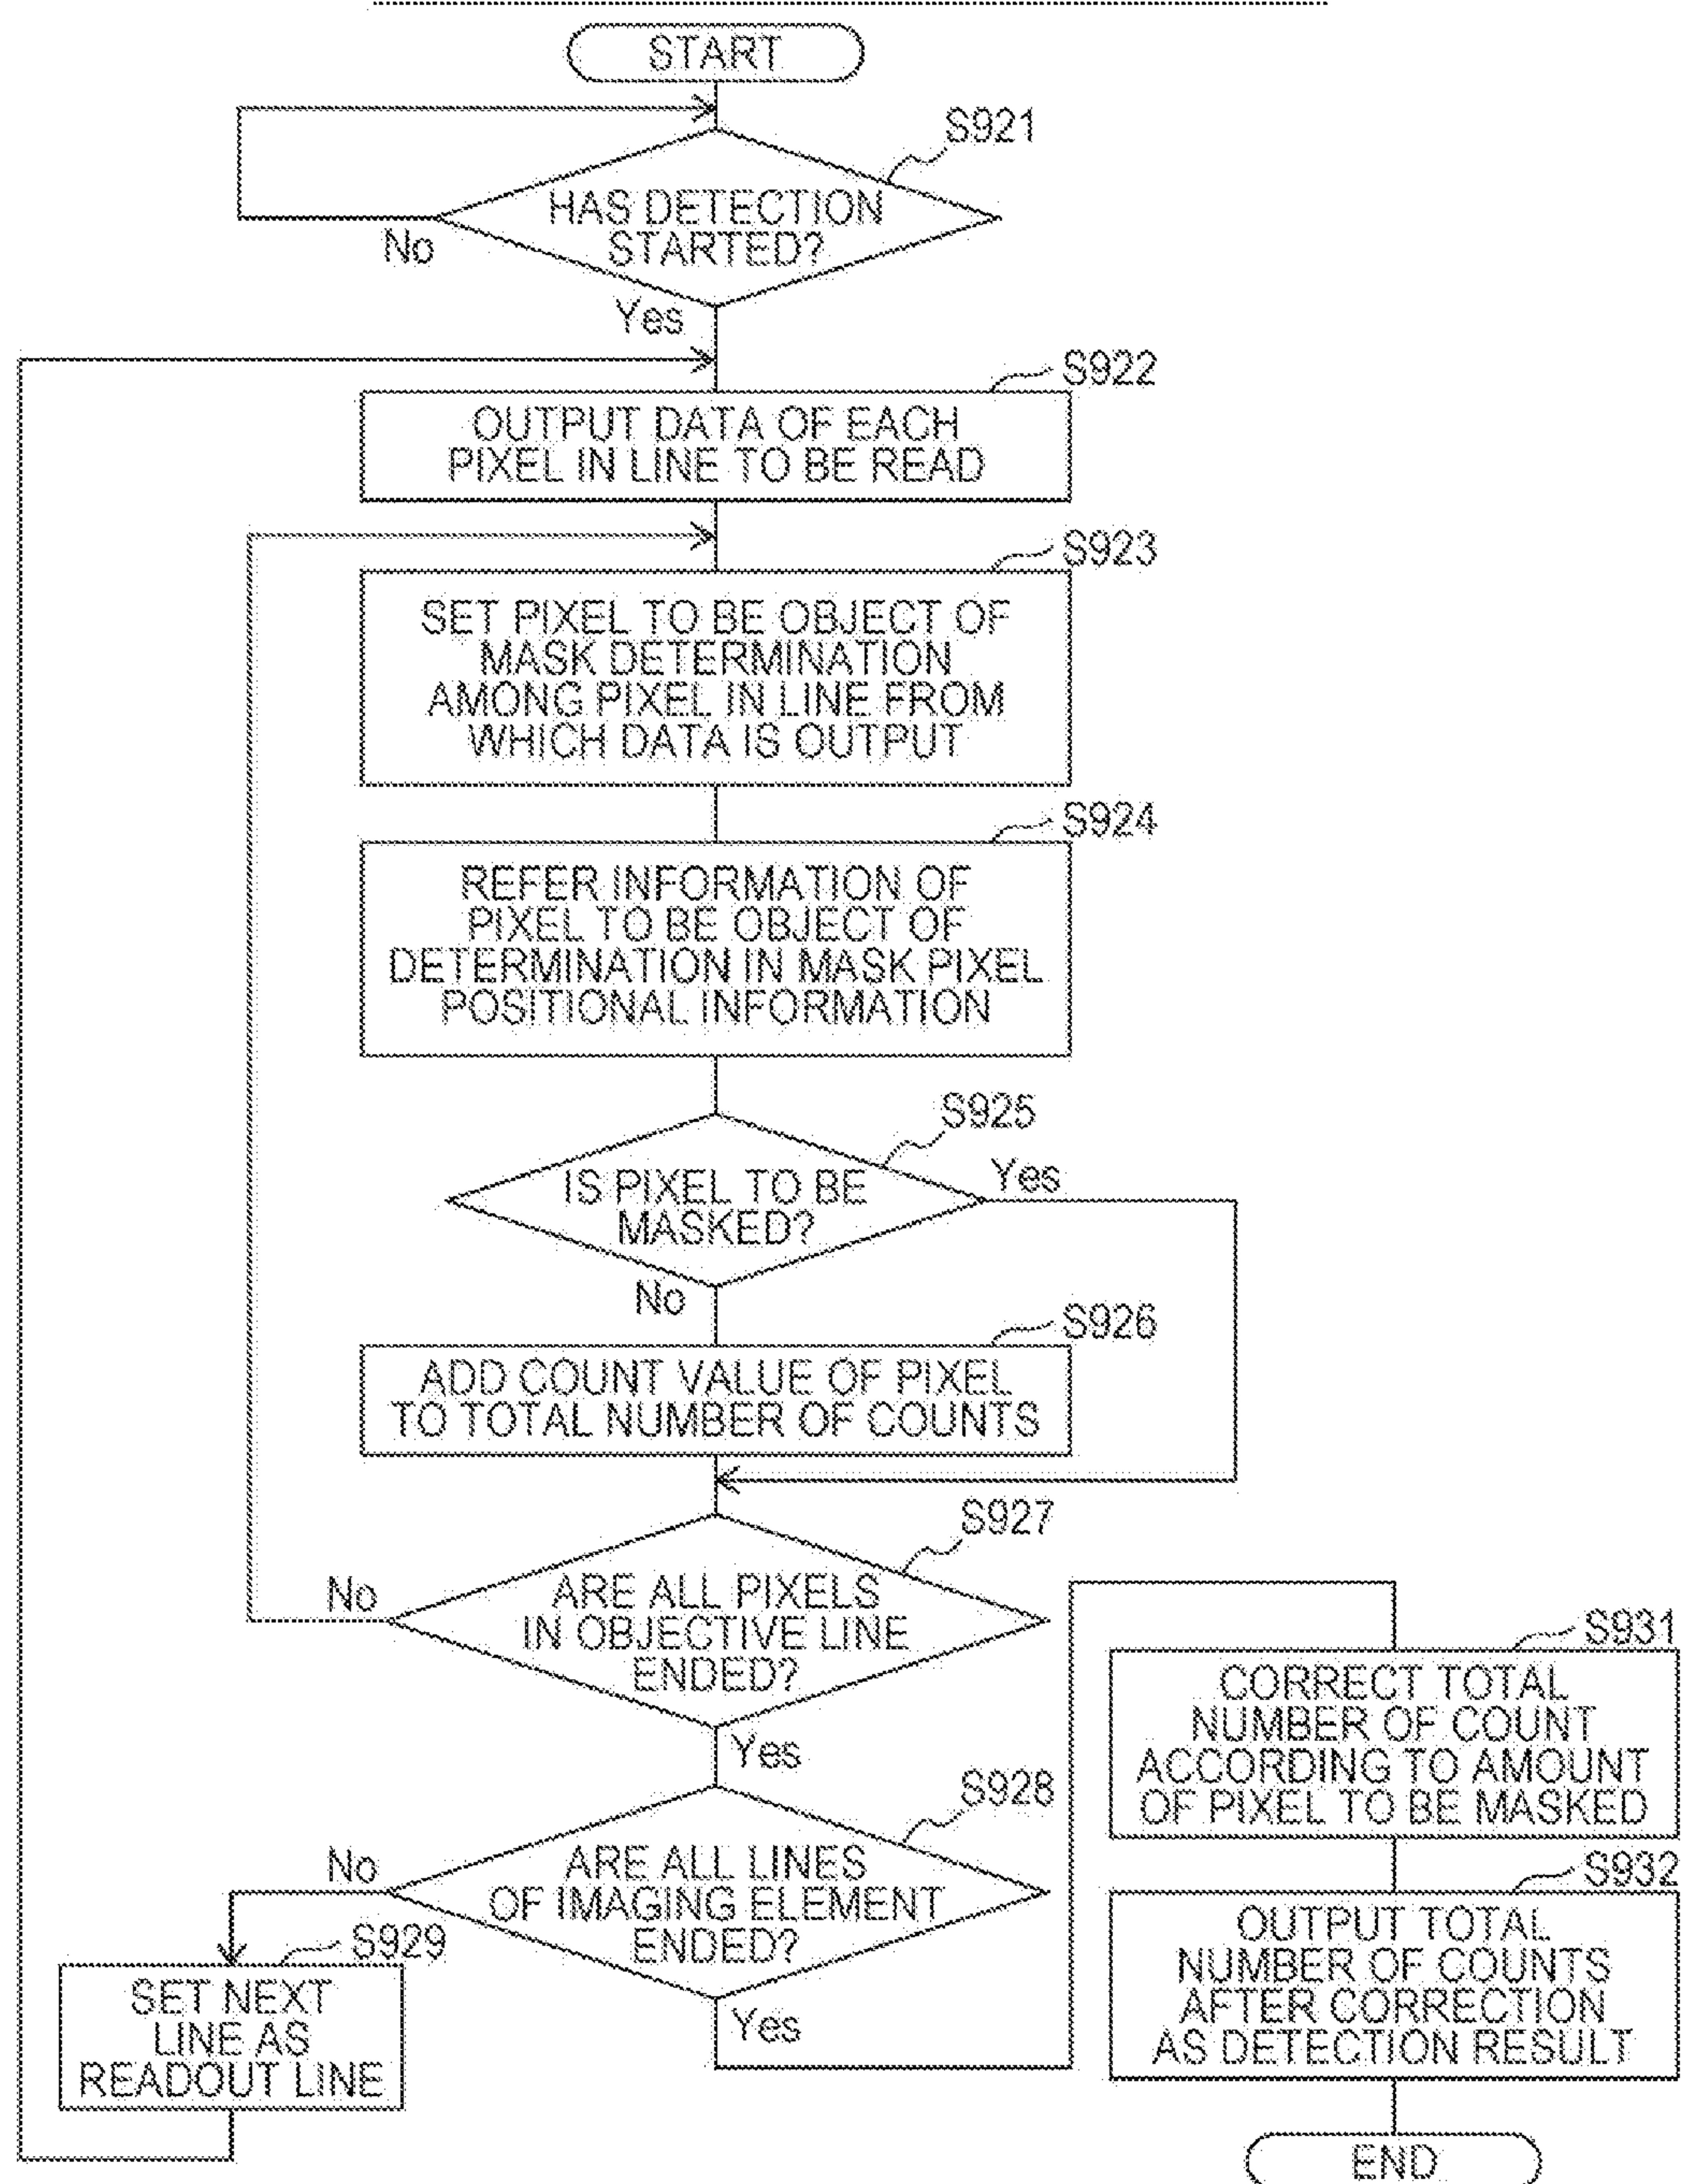 START
S921
HAS DETECTION
STARTED?
No
Yes
S922
OUTPUT DATA OF EACH
PIXEL IN LINE TO BE READ
S923
SET PIXEL TO BE OBJECT OF
MASK DETERMINATION
AMONG PIXEL IN LINE FROM
WHICH DATA IS OUTPUT
S924
REFER INFORMATION OF
PIXEL TO BE OBJECT OF
DETERMINATION IN MASK PIXEL
POSITIONAL INFORMATION
S925
IS PIXEL TO BE
MASKED?
Yes
No
S926
ADD COUNT VALUE OF PIXEL
TO TOTAL NUMBER OF COUNTS
S927
ARE ALL PIXELS
IN OBJECTIVE LINE
ENDED?
No
Yes
S928
ARE ALL LINES
OF IMAGING ELEMENT
ENDED?
No
Yes
S929
SET NEXT
LINE AS
READOUT LINE
S931
CORRECT TOTAL
NUMBER OF COUNT
ACCORDING TO AMOUNT
OF PIXEL TO BE MASKED
S932
OUTPUT TOTAL
NUMBER OF COUNTS
AFTER CORRECTION
AS DETECTION RESULT
END